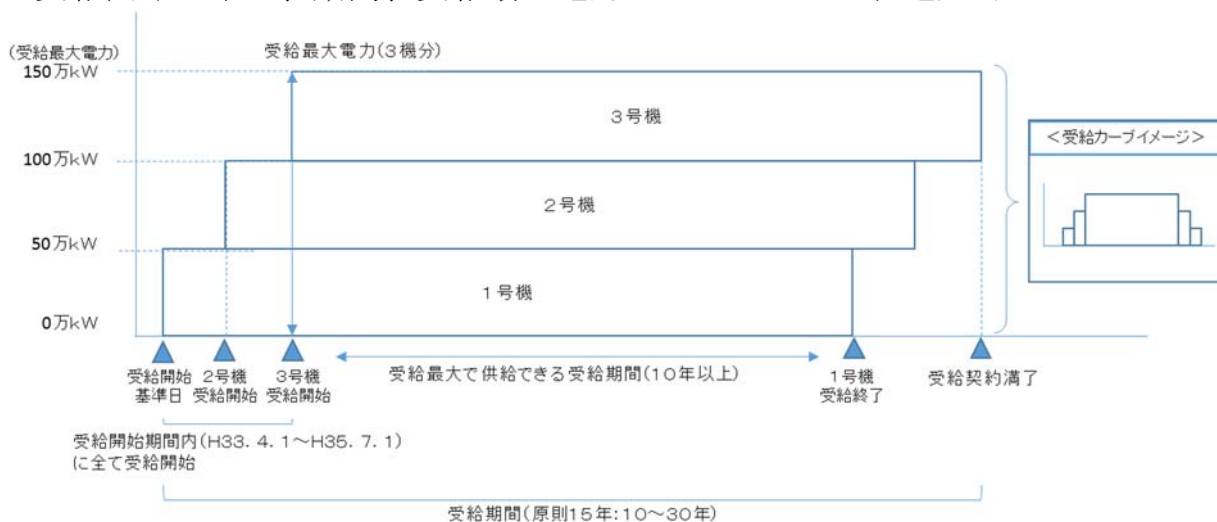 (受給最大電力)
受給最大電力(3機分)
150万kW
3号機
<受給カーブイメージ>
100万kW
2号機
50万kW
1号機
0万kW
受給開始
基準日
2号機
受給開始
3号機
受給開始
受給最大で供給できる受給期間(10年以上)
1号機
受給終了
受給契約満了
受給開始期間内(H33.4.1~H35.7.1)
に全て受給開始
受給期間(原則15年:10~30年)